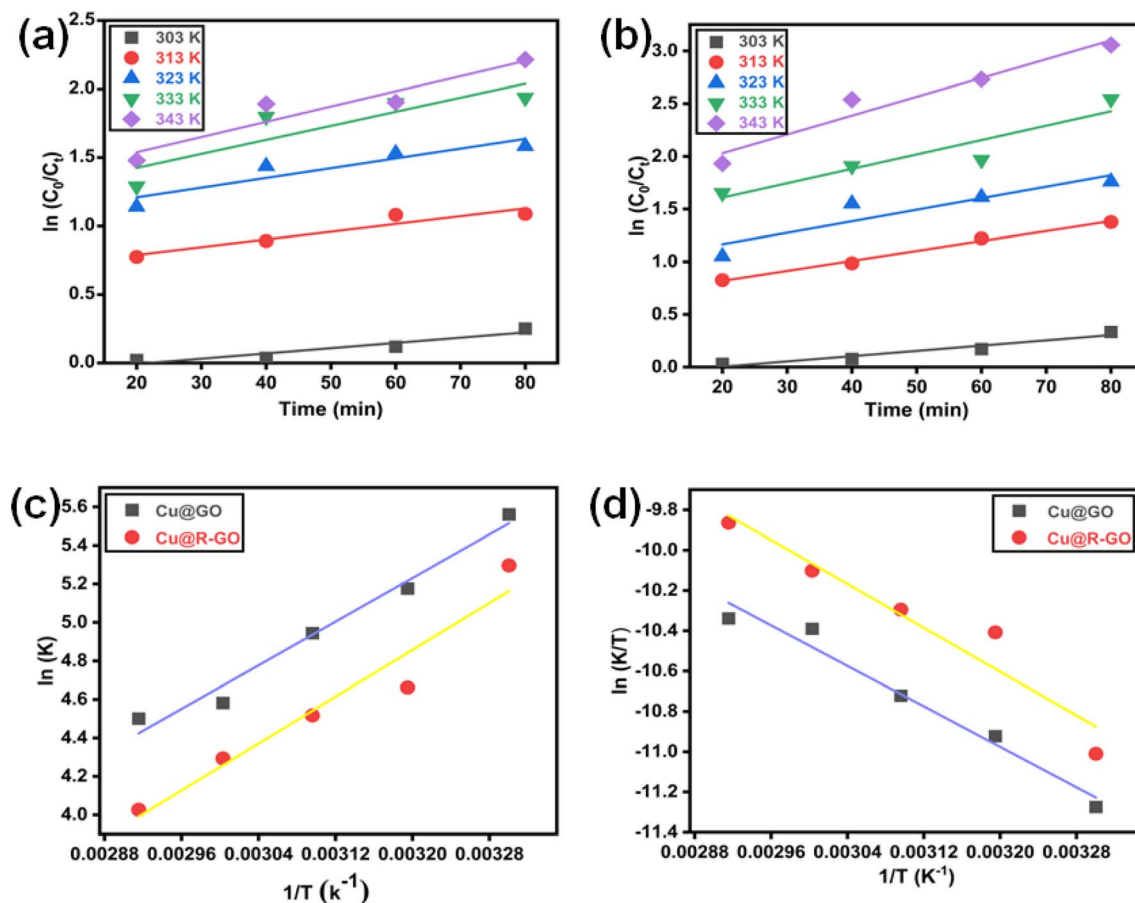 (a)
303 K
313 K
323 K
333 K
343 K
ln (C0/Ct)
2.5
2.0
1.5
1.0
0.5
0.0
20 30 40 50 60 70 80
Time (min)
(b)
303 K
313 K
323 K
333 K
343 K
ln (C0/Ct)
3.0
2.5
2.0
1.5
1.0
0.5
0.0
20 30 40 50 60 70 80
Time (min)
(c)
Cu@GO
Cu@R-GO
ln (K)
5.6
5.4
5.2
5.0
4.8
4.6
4.4
4.2
4.0
0.00288 0.00296 0.00304 0.00312 0.00320 0.00328
1/T (k-1)
(d)
Cu@GO
Cu@R-GO
ln (K/T)
-9.8
-10.0
-10.2
-10.4
-10.6
-10.8
-11.0
-11.2
-11.4
0.00288 0.00296 0.00304 0.00312 0.00320 0.00328
1/T (K-1)